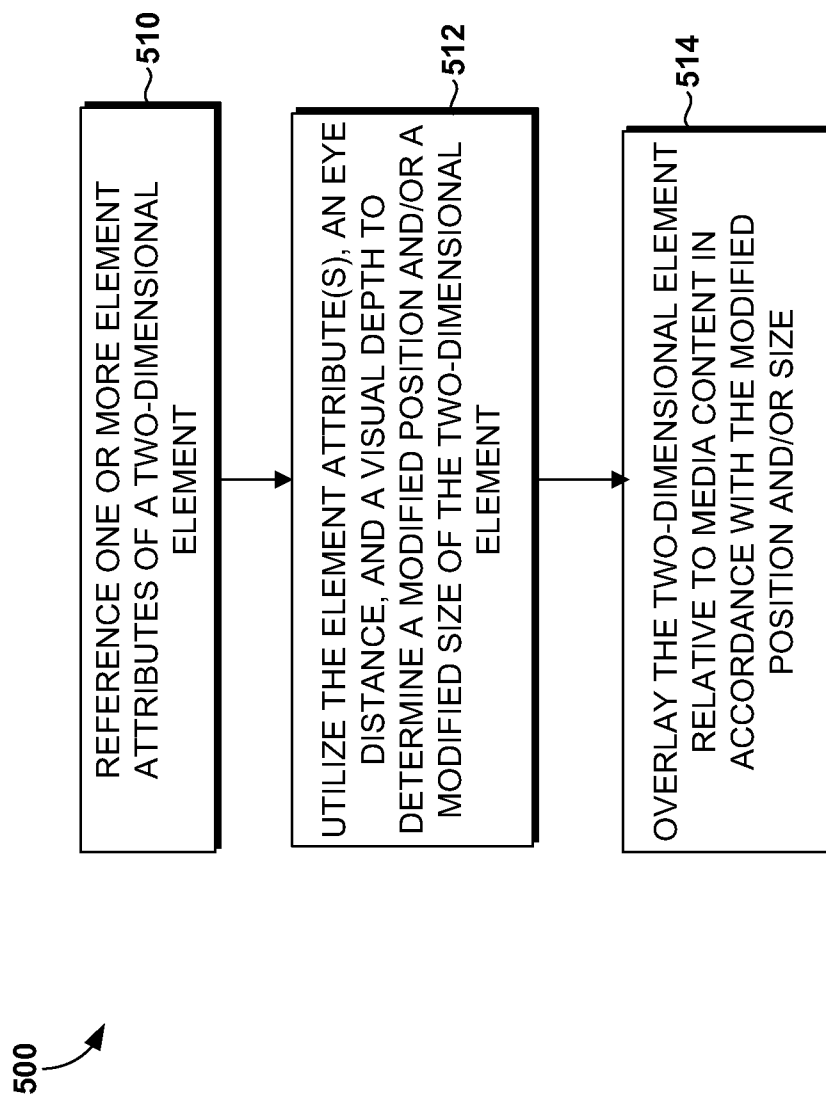 500
REFERENCE ONE OR MORE ELEMENT
ATTRIBUTES OF A TWO-DIMENSIONAL
ELEMENT
510
UTILIZE THE ELEMENT ATTRIBUTE(S), AN EYE
DISTANCE, AND A VISUAL DEPTH TO
DETERMINE A MODIFIED POSITION AND/OR A
MODIFIED SIZE OF THE TWO-DIMENSIONAL
ELEMENT
512
OVERLAY THE TWO-DIMENSIONAL ELEMENT
RELATIVE TO MEDIA CONTENT IN
ACCORDANCE WITH THE MODIFIED
POSITION AND/OR SIZE
514